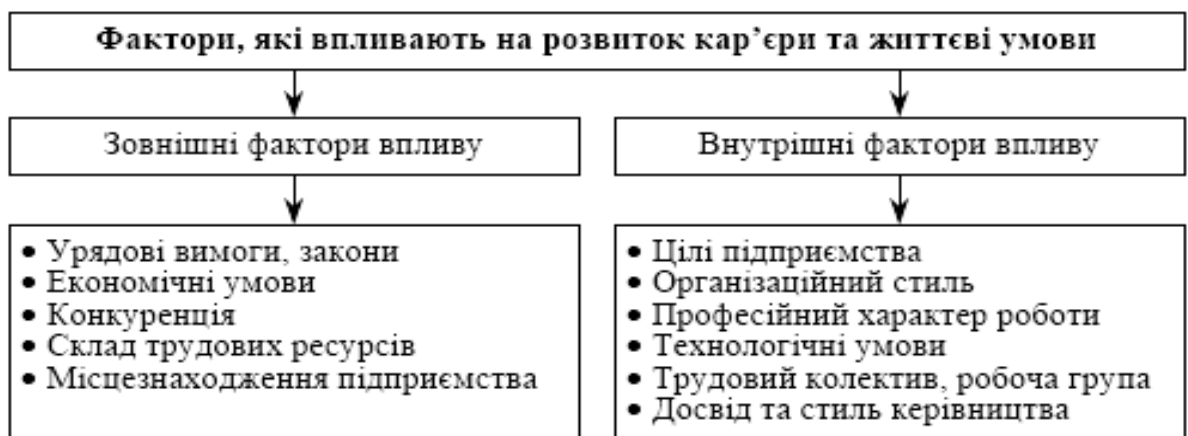 Фактори, які впливають на розвиток кар’єри та життєві умови
Зовнішні фактори впливу
Внутрішні фактори впливу
• Урядові вимоги, закони
• Економічні умови
• Конкуренція
• Склад трудових ресурсів
• Місцезнаходження підприємства
• Цілі підприємства
• Організаційний стиль
• Професійний характер роботи
• Технологічні умови
• Трудовий колектив, робоча група
• Досвід та стиль керівництва